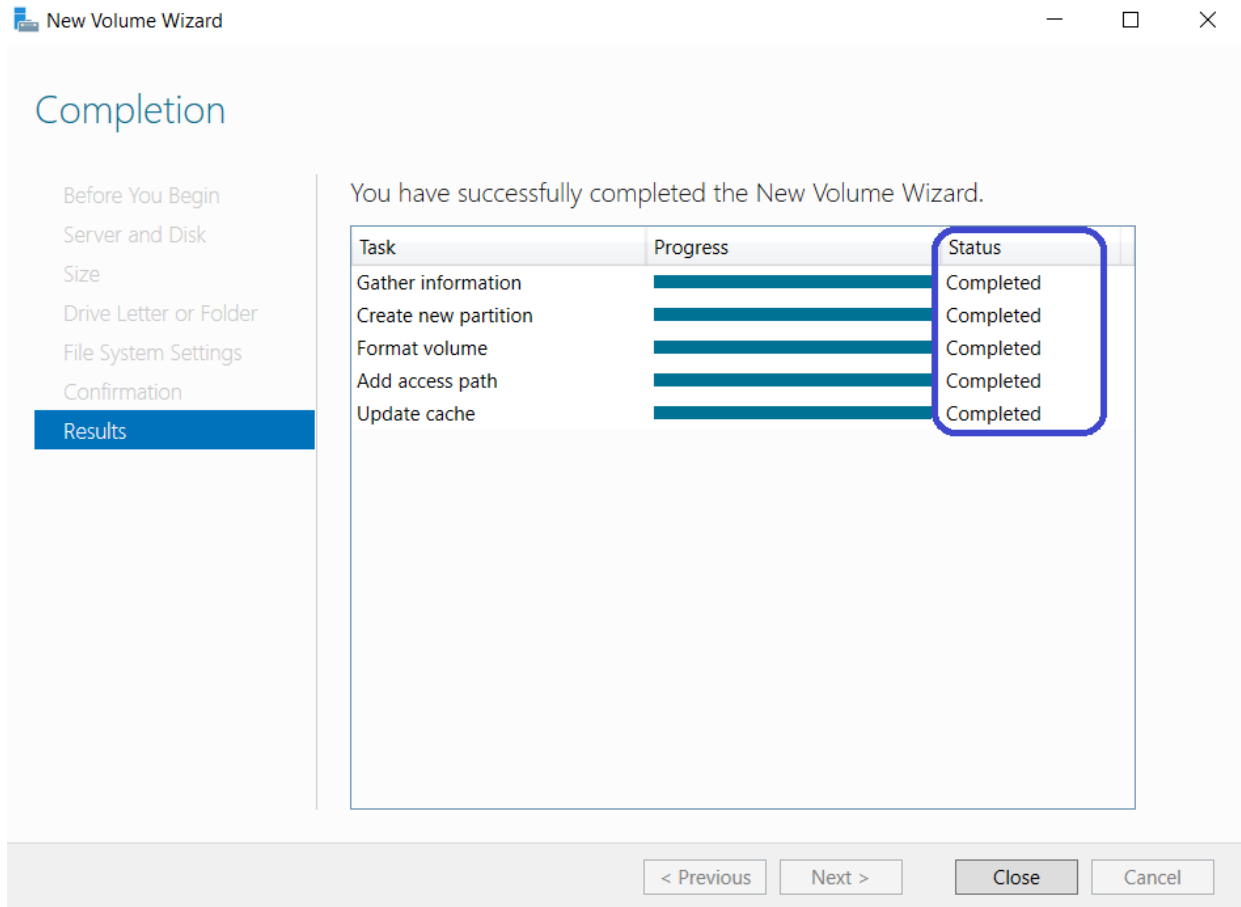 New Volume Wizard
Completion
Before You Begin
Server and Disk
Size
Drive Letter or Folder
File System Settings
Confirmation
Results
You have successfully completed the New Volume Wizard.
Task Progress Status
Gather information Completed
Create new partition Completed
Format volume Completed
Add access path Completed
Update cache Completed
< Previous Next > Close Cancel